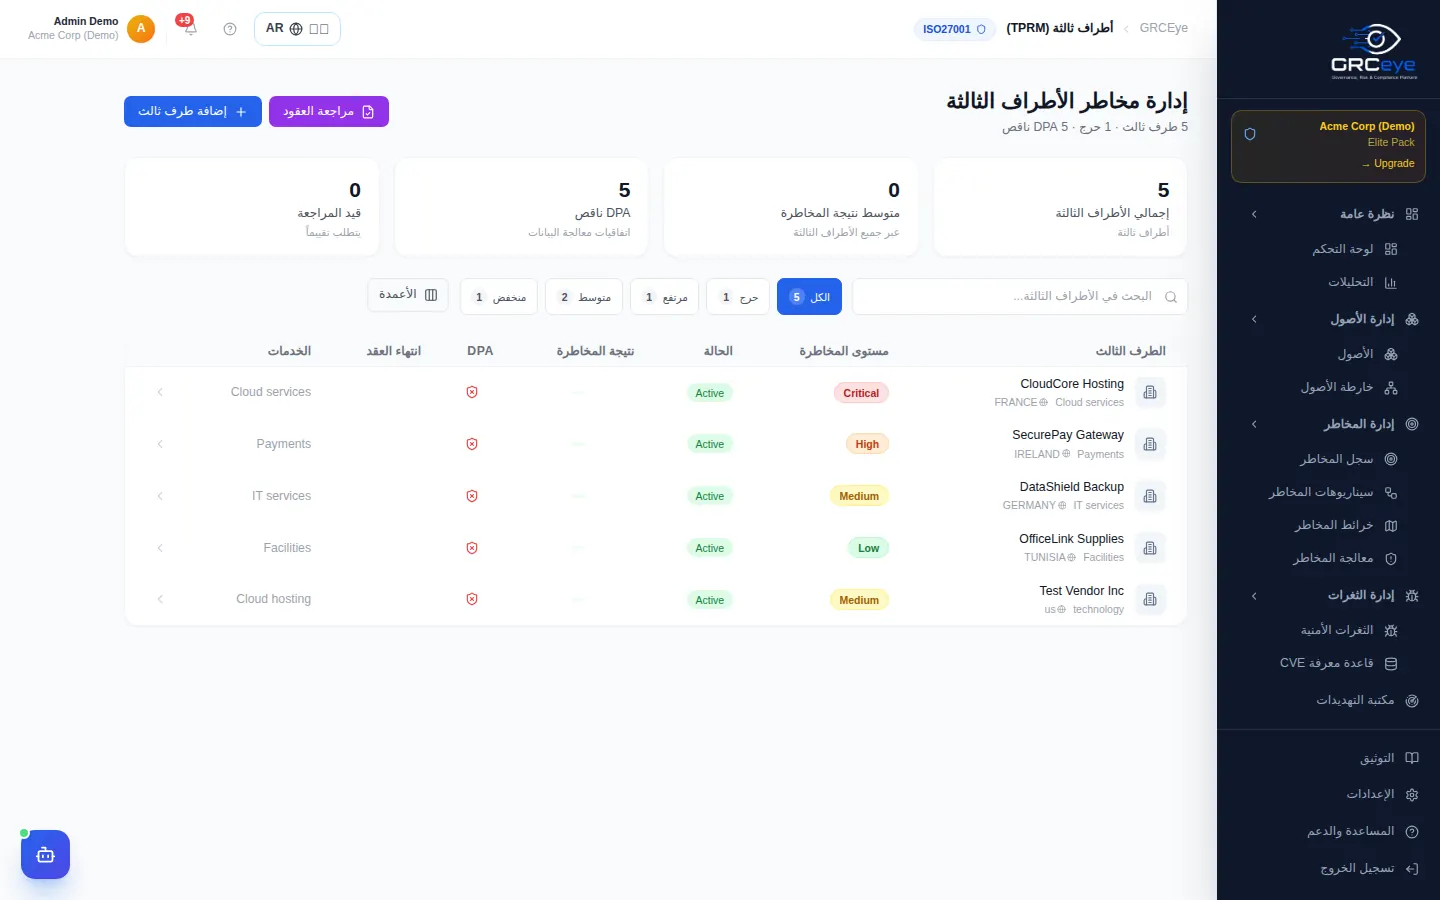 GRCeye
Governance, Risk & Compliance Platform
Acme Corp (Demo)
Elite Pack
Upgrade →
نظرة عامة
لوحة التحكم
التحليلات
إدارة الأصول
الأصول
خارطة الأصول
إدارة المخاطر
سجل المخاطر
سيناريوهات المخاطر
خرائط المخاطر
معالجة المخاطر
إدارة الثغرات
الثغرات الأمنية
قاعدة معرفة CVE
مكتبة التهديدات
التوثيق
الإعدادات
المساعدة والدعم
تسجيل الخروج
GRCEye
أطراف ثالثة (TPRM)
ISO27001
AR
9+
A
Admin Demo
Acme Corp (Demo)
إدارة مخاطر الأطراف الثالثة
5 طرف ثالث · 1 حرج · 5 DPA ناقص
مراجعة العقود
إضافة طرف ثالث
5
إجمالي الأطراف الثالثة
أطراف ثالثة
0
متوسط نتيجة المخاطرة
عبر جميع الأطراف الثالثة
5
DPA ناقص
اتفاقيات معالجة البيانات
0
قيد المراجعة
يتطلب تقييماً
البحث في الأطراف الثالثة...
الكل 5
حرج 1
مرتفع 1
متوسط 2
منخفض 1
الأعمدة
الطرف الثالث مستوى المخاطرة الحالة نتيجة المخاطرة DPA انتهاء العقد الخدمات
CloudCore Hosting
Cloud services FRANCE
Critical
Active
Cloud services
SecurePay Gateway
Payments IRELAND
High
Active
Payments
DataShield Backup
IT services GERMANY
Medium
Active
IT services
OfficeLink Supplies
Facilities TUNISIA
Low
Active
Facilities
Test Vendor Inc
technology us
Medium
Active
Cloud hosting